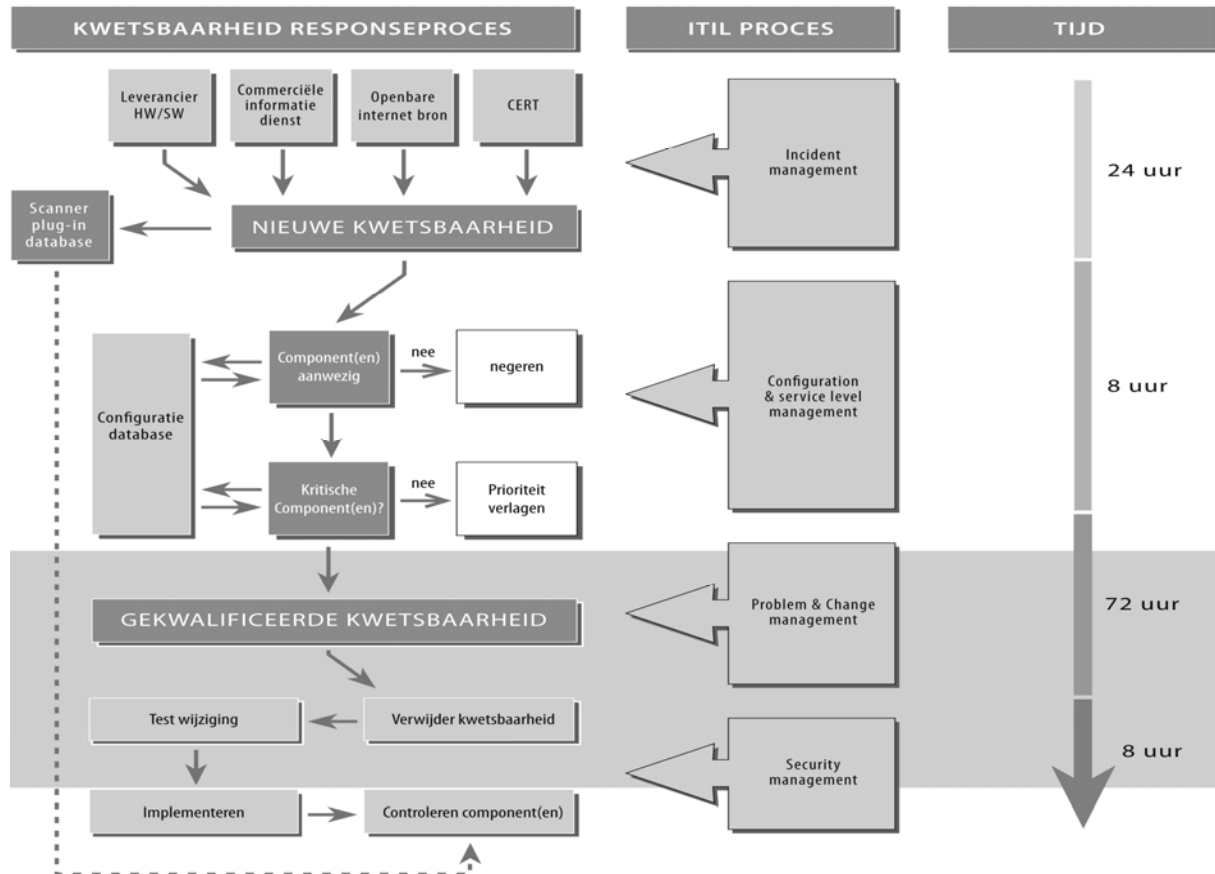 KWETSBAARHEID RESPONSEPROCES
ITIL PROCES
TIJD
Leverancier
HW/SW
Commerciële
informatie
dienst
Openbare
internet bron
CERT
Incident
management
24 uur
Scanner
plug-in
database
NIEUWE KWETSBAARHEID
Configuratie
database
Component(en)
aanwezig
nee
negeren
Configuration
& service level
management
8 uur
Kritische
Component(en)?
nee
Prioriteit
verlagen
GEKWALIFICEERDE KWETSBAARHEID
Problem & Change
management
72 uur
Test wijziging
Verwijder kwetsbaarheid
Security
management
8 uur
Implementeren
Controleren component(en)